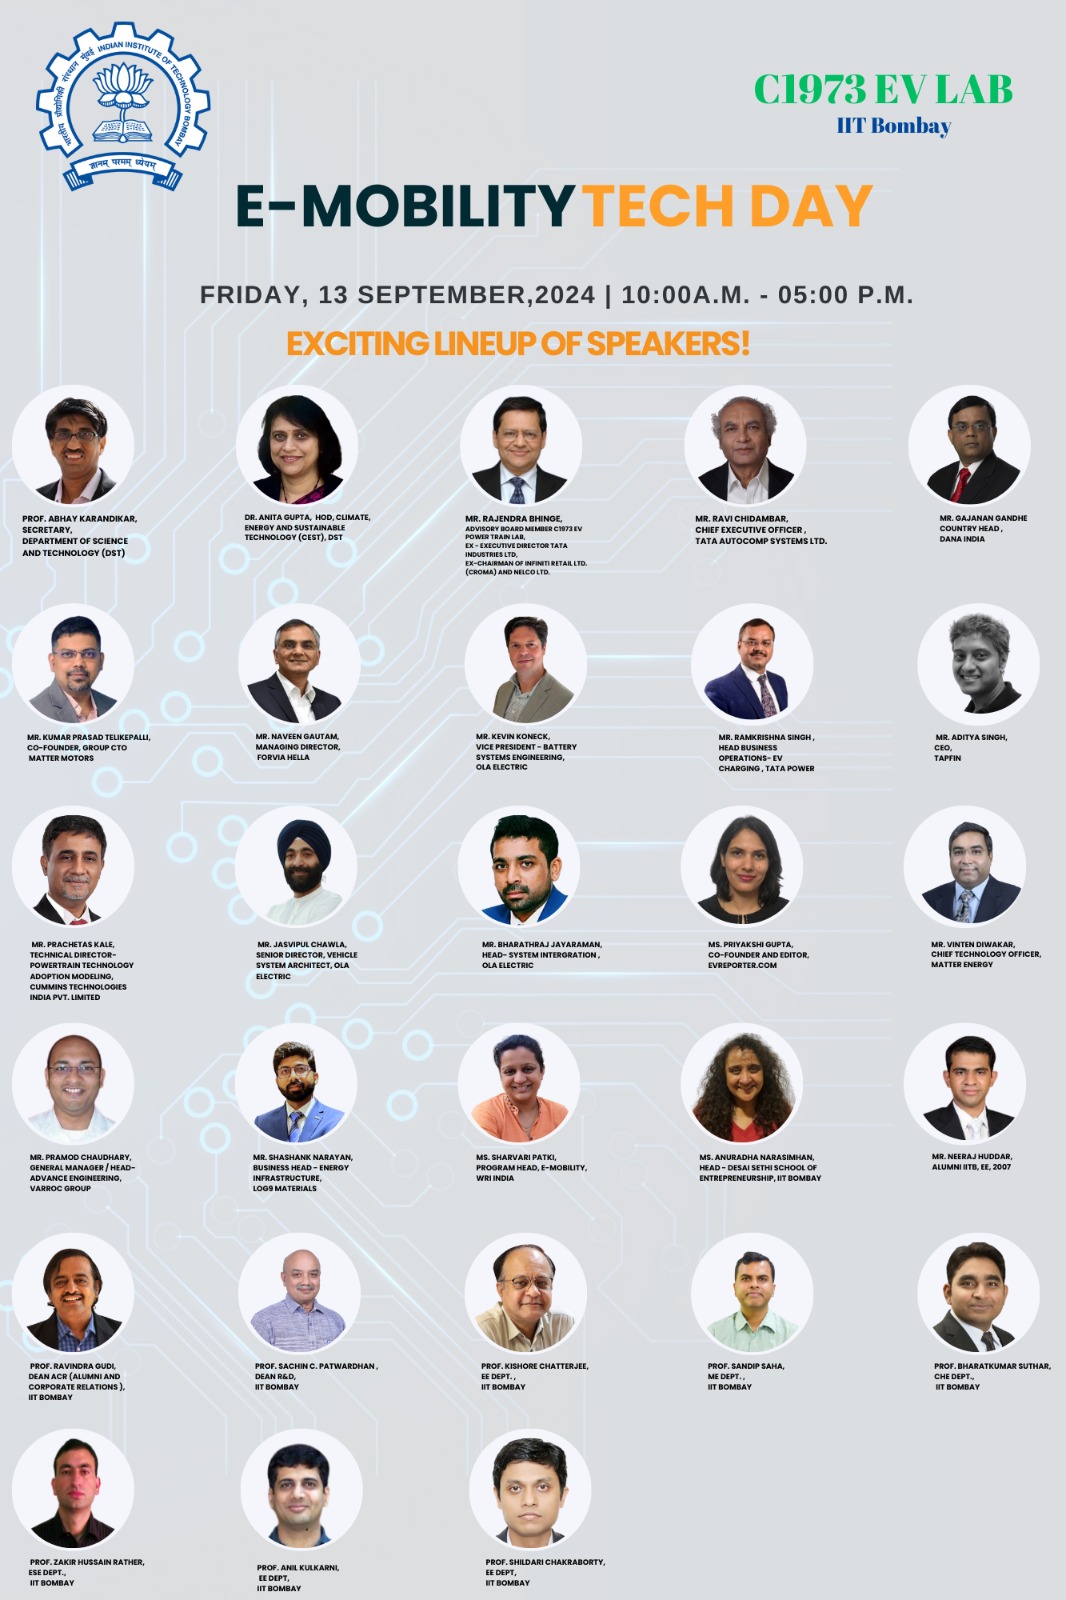 भारतीय प्रौद्योगिकी संस्थान मुंबई INDIAN INSTITUTE OF TECHNOLOGY BOMBAY
ज्ञानम् परमम् ध्येयम्
C1973 EV LAB
IIT Bombay
E-MOBILITY TECH DAY
FRIDAY, 13 SEPTEMBER,2024 | 10:00A.M. - 05:00 P.M.
EXCITING LINEUP OF SPEAKERS!
PROF. ABHAY KARANDIKAR,
SECRETARY,
DEPARTMENT OF SCIENCE
AND TECHNOLOGY (DST)
DR. ANITA GUPTA, HOD, CLIMATE,
ENERGY AND SUSTAINABLE
TECHNOLOGY (CEST), DST
MR. RAJENDRA BHINGE,
ADVISORY BOARD MEMBER C1973 EV
POWER TRAIN LAB,
EX - EXECUTIVE DIRECTOR TATA
INDUSTRIES LTD,
EX-CHAIRMAN OF INFINITI RETAIL LTD.
(CROMA) AND NELCO LTD.
MR. RAVI CHIDAMBAR,
CHIEF EXECUTIVE OFFICER ,
TATA AUTOCOMP SYSTEMS LTD.
MR. GAJANAN GANDHE
COUNTRY HEAD ,
DANA INDIA
MR. KUMAR PRASAD TELIKEPALLI,
CO-FOUNDER, GROUP CTO
MATTER MOTORS
MR. NAVEEN GAUTAM,
MANAGING DIRECTOR,
FORVIA HELLA
MR. KEVIN KONECK,
VICE PRESIDENT - BATTERY
SYSTEMS ENGINEERING,
OLA ELECTRIC
MR. RAMKRISHNA SINGH ,
HEAD BUSINESS
OPERATIONS- EV
CHARGING , TATA POWER
MR. ADITYA SINGH,
CEO,
TAPFIN
MR. PRACHETAS KALE,
TECHNICAL DIRECTOR-
POWERTRAIN TECHNOLOGY
ADOPTION MODELING,
CUMMINS TECHNOLOGIES
INDIA PVT. LIMITED
MR. JASVIPUL CHAWLA,
SENIOR DIRECTOR, VEHICLE
SYSTEM ARCHITECT, OLA
ELECTRIC
MR. BHARATHRAJ JAYARAMAN,
HEAD- SYSTEM INTERGRATION ,
OLA ELECTRIC
MS. PRIYAKSHI GUPTA,
CO-FOUNDER AND EDITOR,
EVREPORTER.COM
MR. VINTEN DIWAKAR,
CHIEF TECHNOLOGY OFFICER,
MATTER ENERGY
MR. PRAMOD CHAUDHARY,
GENERAL MANAGER / HEAD-
ADVANCE ENGINEERING,
VARROC GROUP
MR. SHASHANK NARAYAN,
BUSINESS HEAD - ENERGY
INFRASTRUCTURE,
LOG9 MATERIALS
MS. SHARVARI PATKI,
PROGRAM HEAD, E-MOBILITY,
WRI INDIA
MS. ANURADHA NARASIMHAN,
HEAD - DESAI SETHI SCHOOL OF
ENTREPRENEURSHIP, IIT BOMBAY
MR. NEERAJ HUDDAR,
ALUMNI IITB, EE, 2007
PROF. RAVINDRA GUDI,
DEAN ACR (ALUMNI AND
CORPORATE RELATIONS ),
IIT BOMBAY
PROF. SACHIN C. PATWARDHAN ,
DEAN R&D,
IIT BOMBAY
PROF. KISHORE CHATTERJEE,
EE DEPT. ,
IIT BOMBAY
PROF. SANDIP SAHA,
ME DEPT. ,
IIT BOMBAY
PROF. BHARATKUMAR SUTHAR,
CHE DEPT.,
IIT BOMBAY
PROF. ZAKIR HUSSAIN RATHER,
ESE DEPT.,
IIT BOMBAY
PROF. ANIL KULKARNI,
EE DEPT,
IIT BOMBAY
PROF. SHILDARI CHAKRABORTY,
EE DEPT,
IIT BOMBAY